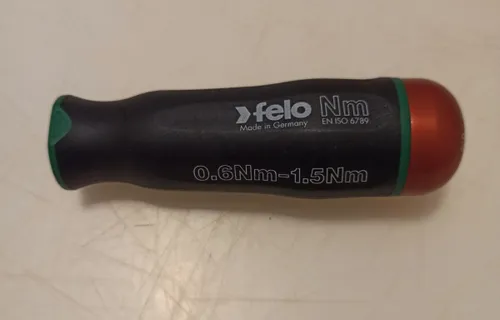 felo Nm
Made in Germany EN ISO 6789
0.6Nm-1.5Nm